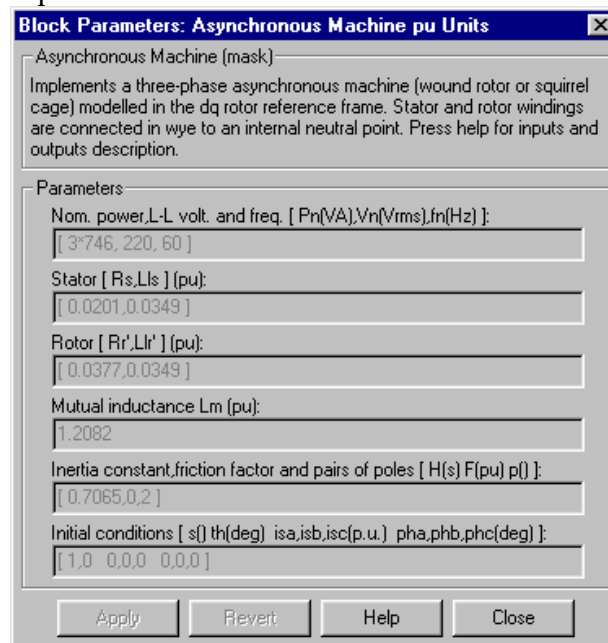 Block Parameters: Asynchronous Machine pu Units
Asynchronous Machine (mask)
Implements a three-phase asynchronous machine (wound rotor or squirrel
cage) modelled in the dq rotor reference frame. Stator and rotor windings
are connected in wye to an internal neutral point. Press help for inputs and
outputs description.
Parameters
Nom. power,L-L volt. and freq. [ Pn(VA),Vn(Vrms),fn(Hz) ]:
[ 3*746, 220, 60 ]
Stator [ Rs,Lls ] (pu):
[ 0.0201,0.0349 ]
Rotor [ Rr',Llr' ] (pu):
[ 0.0377,0.0349 ]
Mutual inductance Lm (pu):
1.2082
Inertia constant,friction factor and pairs of poles [ H(s) F(pu) p() ]:
[ 0.7065,0,2 ]
Initial conditions [ s() th(deg) isa,isb,isc(p.u.) pha,phb,phc(deg) ]:
[ 1,0 0,0,0 0,0,0 ]
Apply Revert Help Close